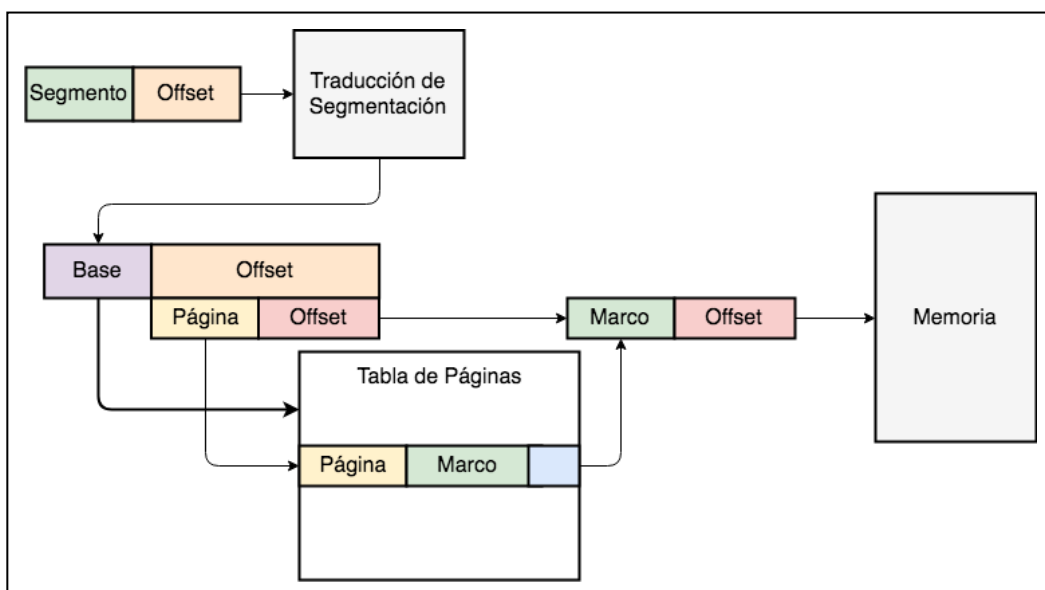 Segmento
Offset
Traducción de
Segmentación
Base
Offset
Página
Offset
Marco
Offset
Memoria
Tabla de Páginas
Página
Marco